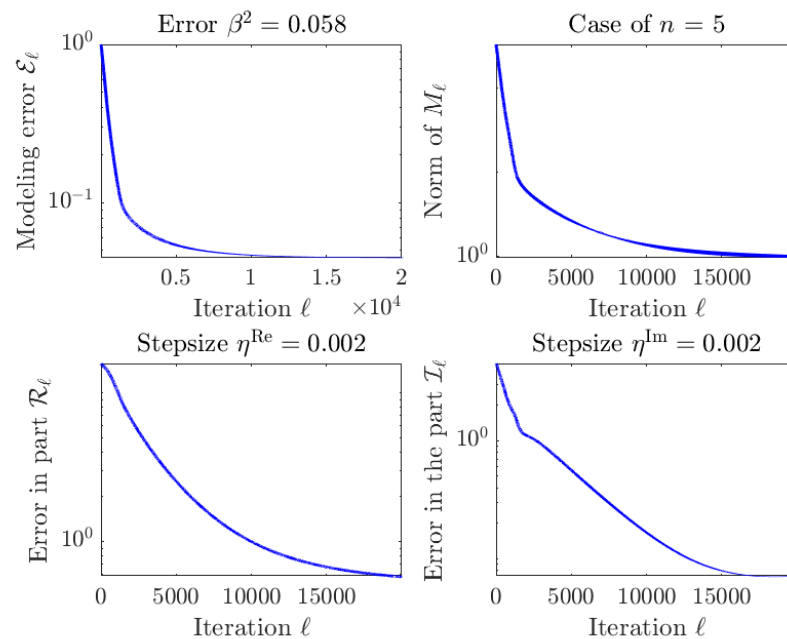 Error β² = 0.058
Modeling error ℰ_ℓ
10⁰
10⁻¹
0.5 1 1.5 2
×10⁴
Iteration ℓ
Case of n = 5
Norm of M_ℓ
10⁰
0 5000 10000 15000
Iteration ℓ
Stepsize η^Re = 0.002
Error in part ℛ_ℓ
10⁰
0 5000 10000 15000
Iteration ℓ
Stepsize η^Im = 0.002
Error in the part ℐ_ℓ
10⁰
0 5000 10000 15000
Iteration ℓ